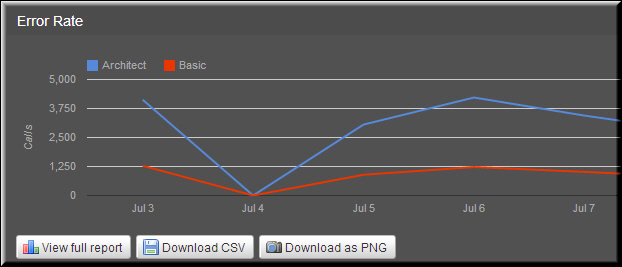 Error Rate
Architect Basic
5,000
3,750
2,500
1,250
0
Calls
Jul 3 Jul 4 Jul 5 Jul 6 Jul 7
View full report Download CSV Download as PNG